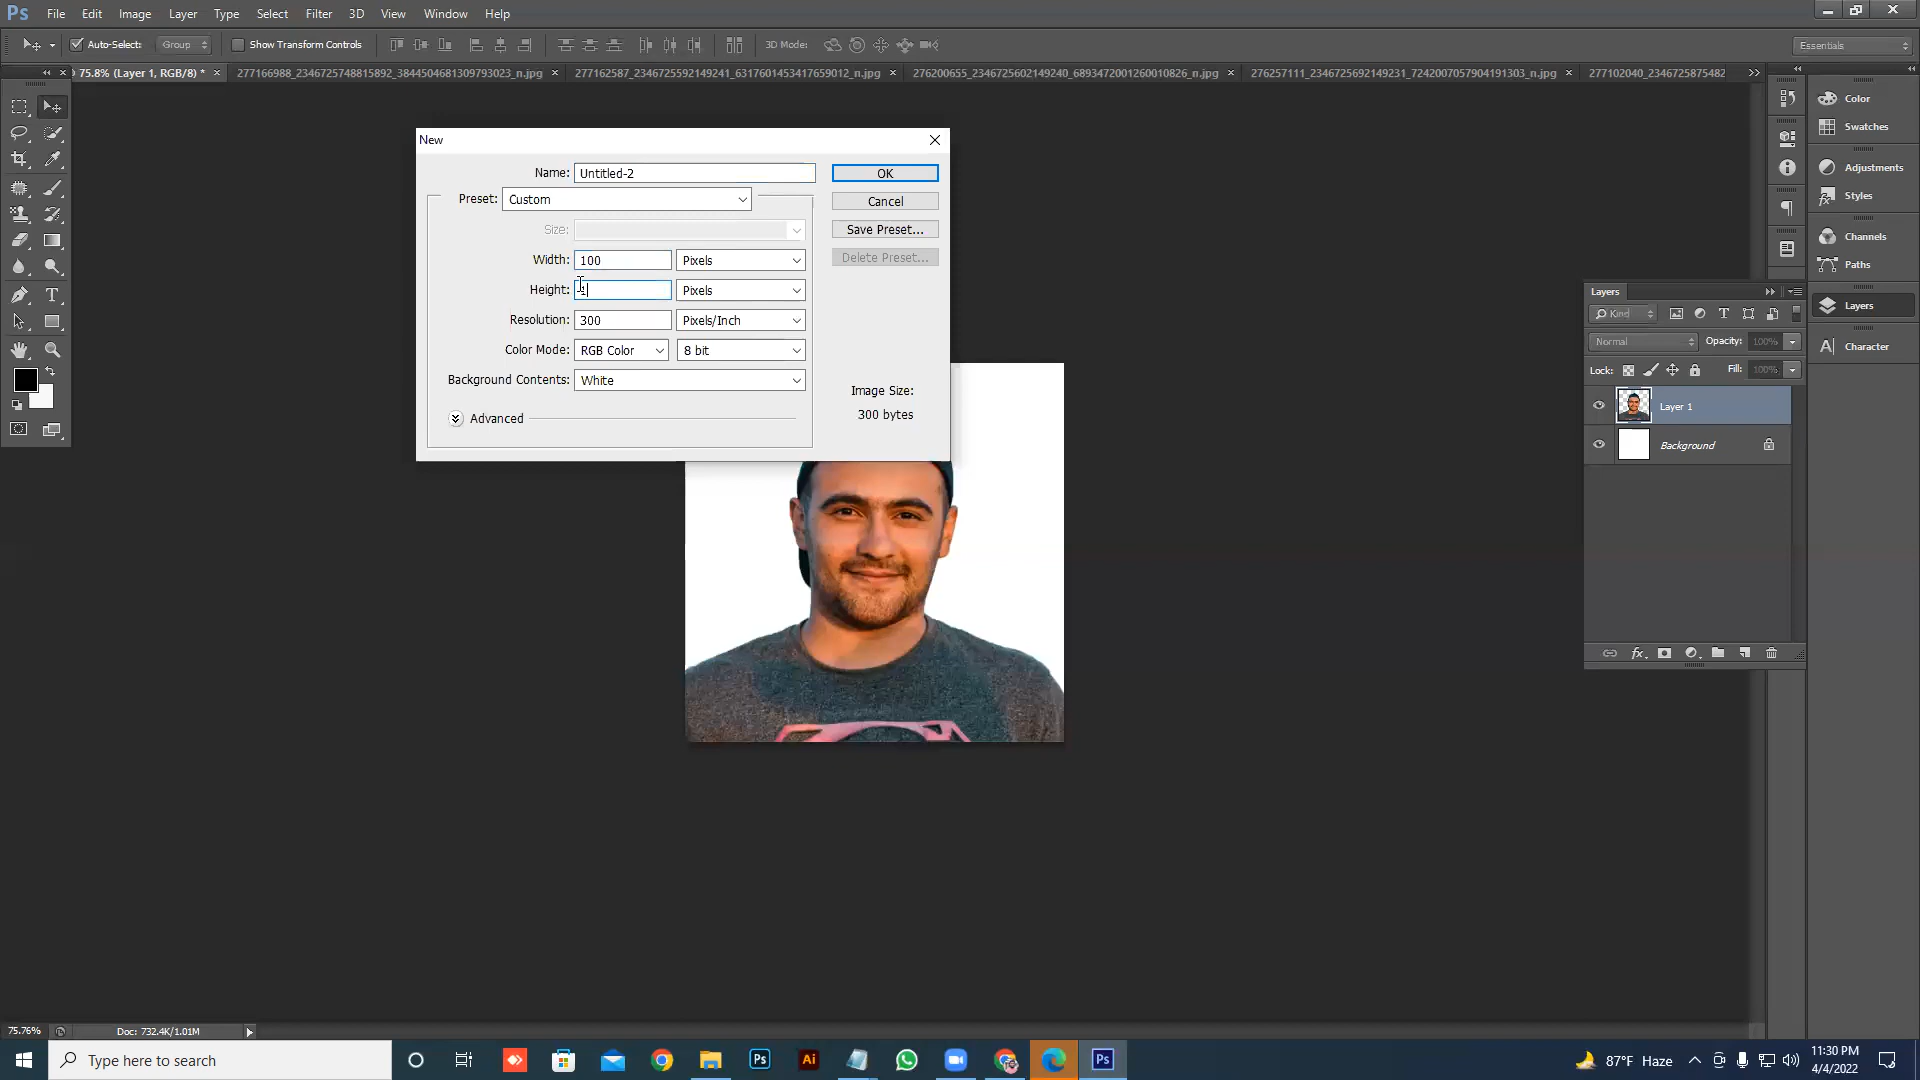 Ps File Edit Image Layer Type Select Filter 3D View Window Help
Auto-Select: Group Show Transform Controls 3D Mode: Essentials
75.8% (Layer 1, RGB/8) * 277166988_2346725748815892_3844504681309793023_n.jpg 277162587_2346725592149241_6317601453417659012_n.jpg 276200655_2346725602149240_6893472001260010826_n.jpg 276257111_2346725692149231_7242007057904191303_n.jpg 277102040_2346725875482
New
Name: Untitled-2 OK
Preset: Custom Cancel
Size: Save Preset...
Width: 100 Pixels Delete Preset...
Height: 1 Pixels
Resolution: 300 Pixels/Inch
Color Mode: RGB Color 8 bit
Background Contents: White
Image Size:
300 bytes
Advanced
Color
Swatches
Adjustments
Styles
Channels
Paths
Layers
Character
Layers
Kind
Normal Opacity: 100%
Lock: Fill: 100%
Layer 1
Background
75.76% Doc: 732.4K/1.01M
Type here to search
Ps Ai Ps
87°F Haze
11:30 PM
4/4/2022